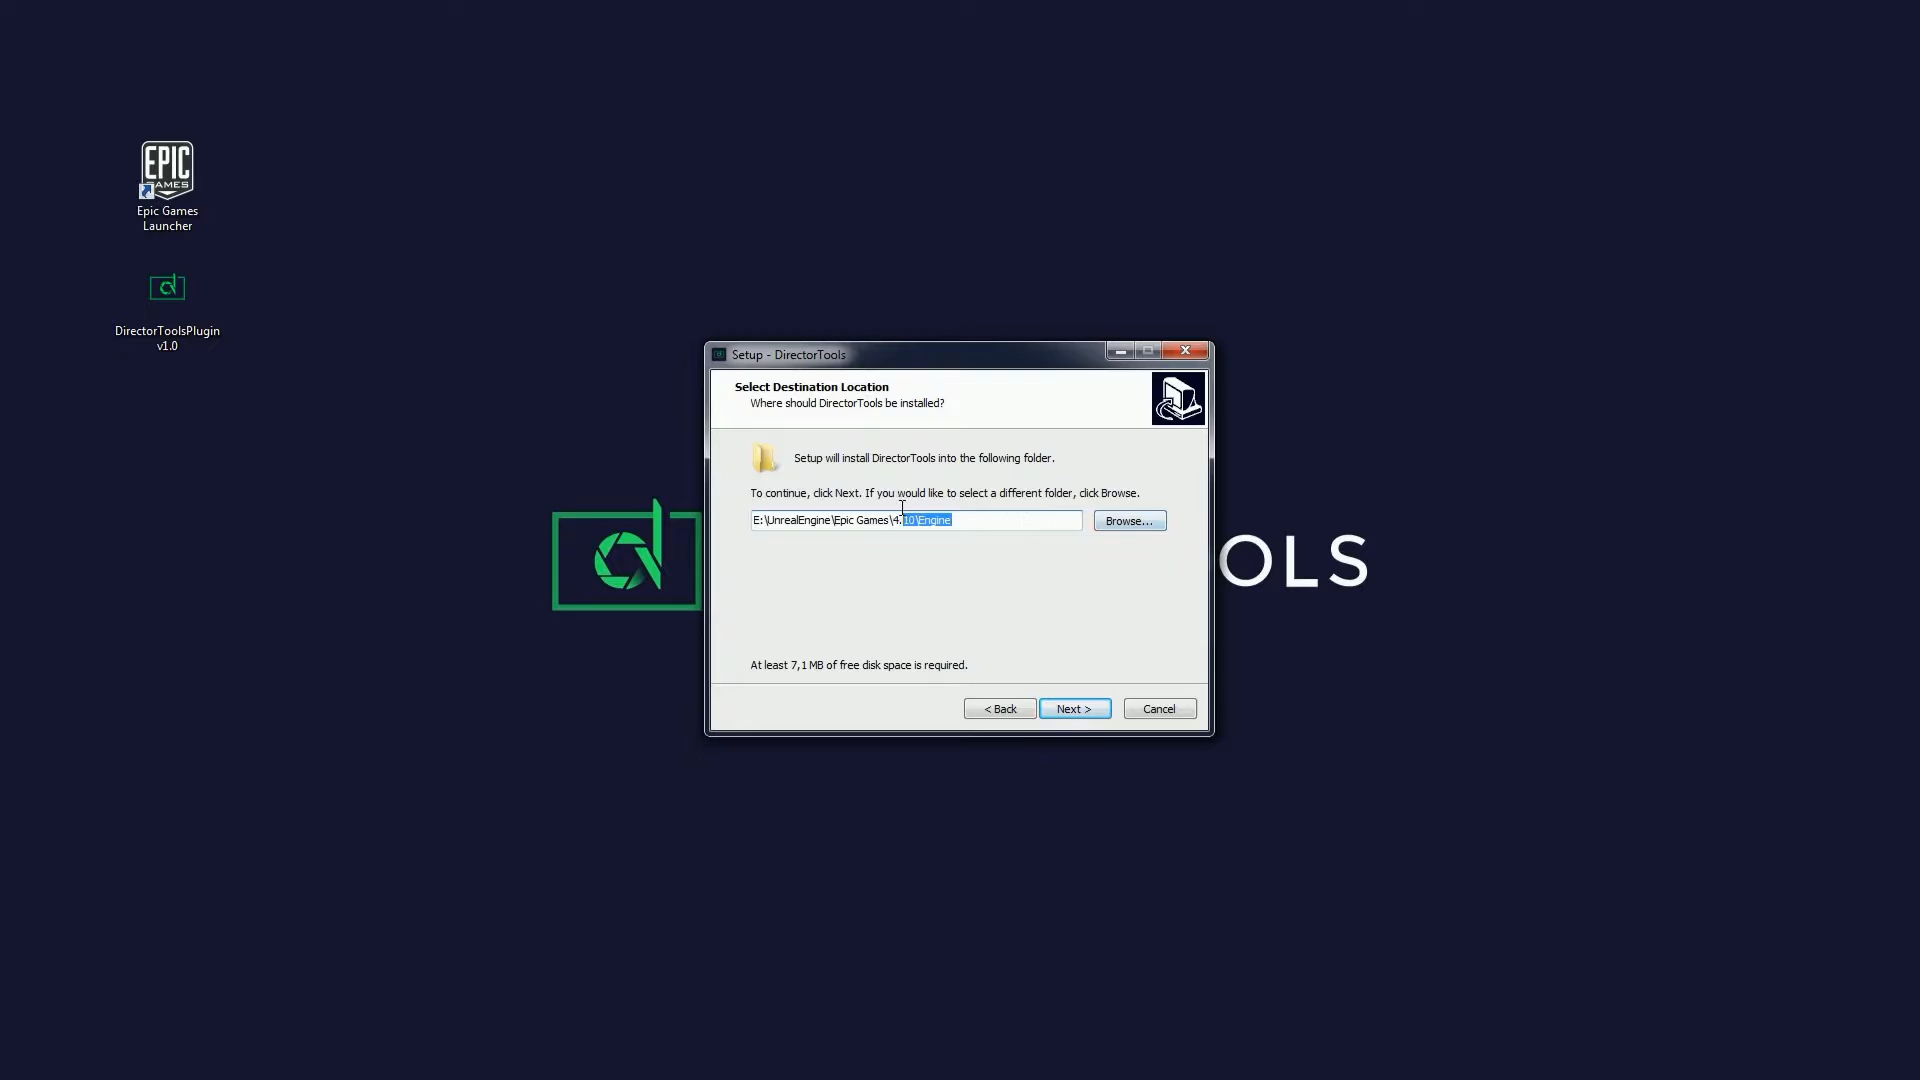 EPIC
GAMES
Epic Games
Launcher
DirectorToolsPlugin
v1.0
Setup - DirectorTools
Select Destination Location
Where should DirectorTools be installed?
Setup will install DirectorTools into the following folder.
To continue, click Next. If you would like to select a different folder, click Browse.
E:\UnrealEngine\Epic Games\4.10\Engine
Browse...
OLS
At least 7,1 MB of free disk space is required.
< Back
Next >
Cancel